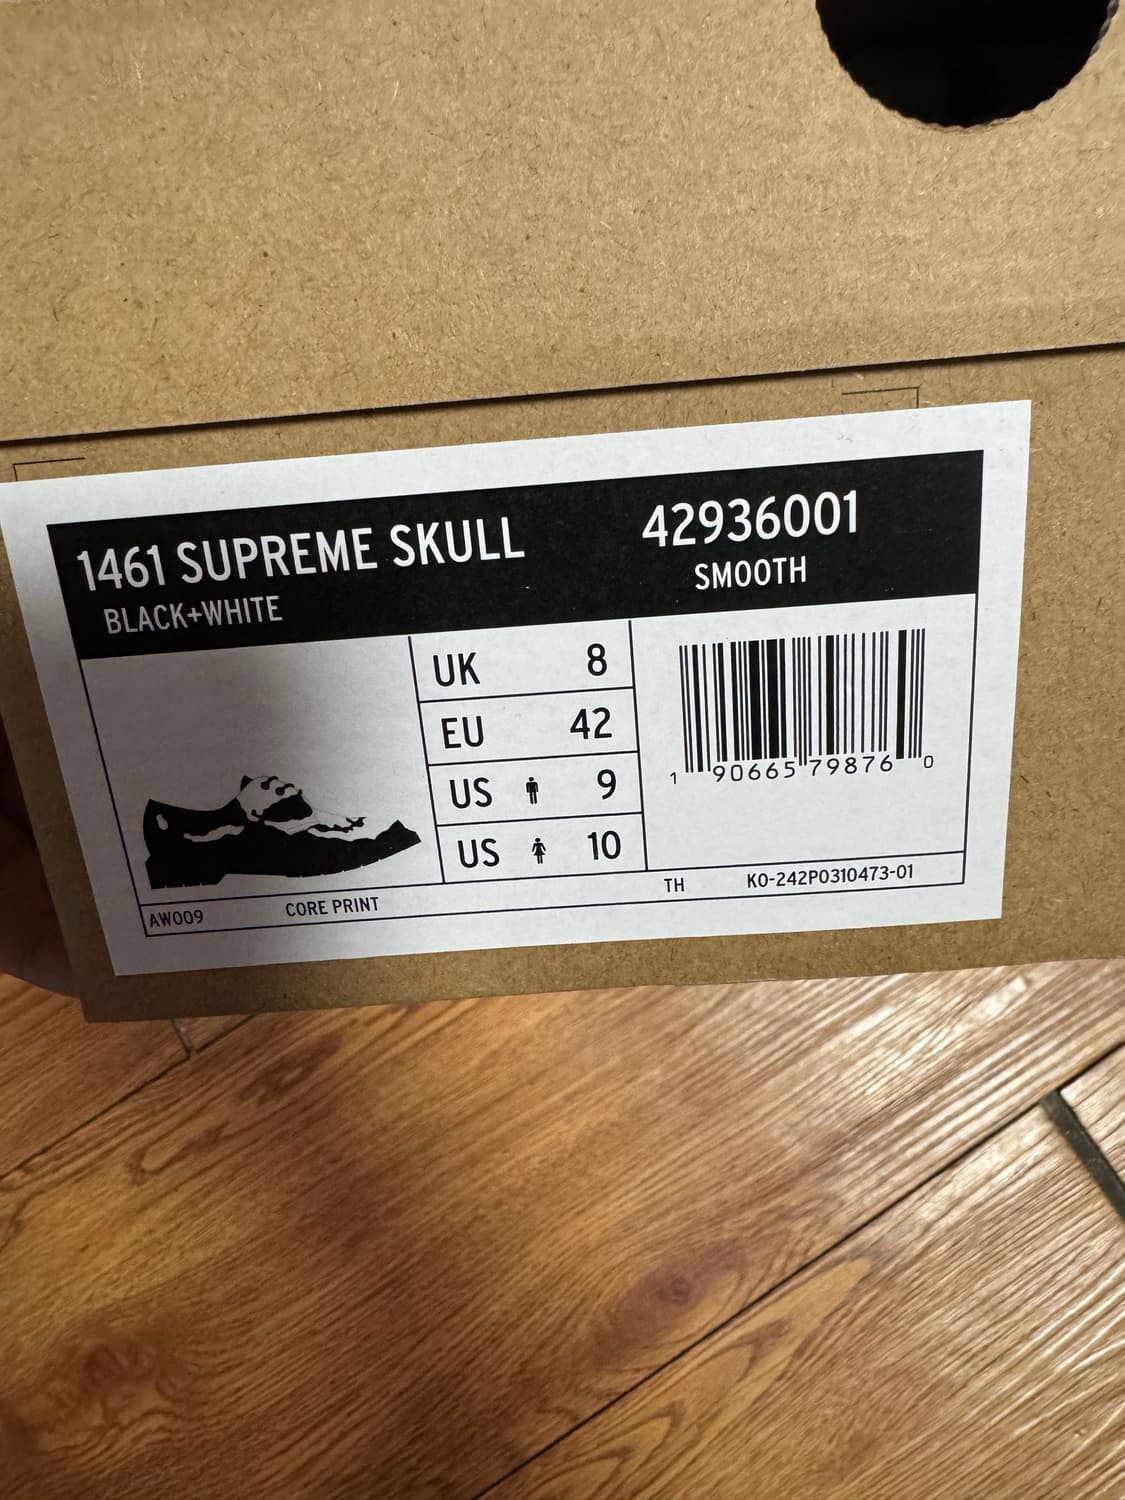 1461 SUPREME SKULL
BLACK+WHITE
42936001
SMOOTH
UK 8
EU 42
US 9
US 10
1 90665 79876 0
AW009
CORE PRINT
TH
KO-242P0310473-01